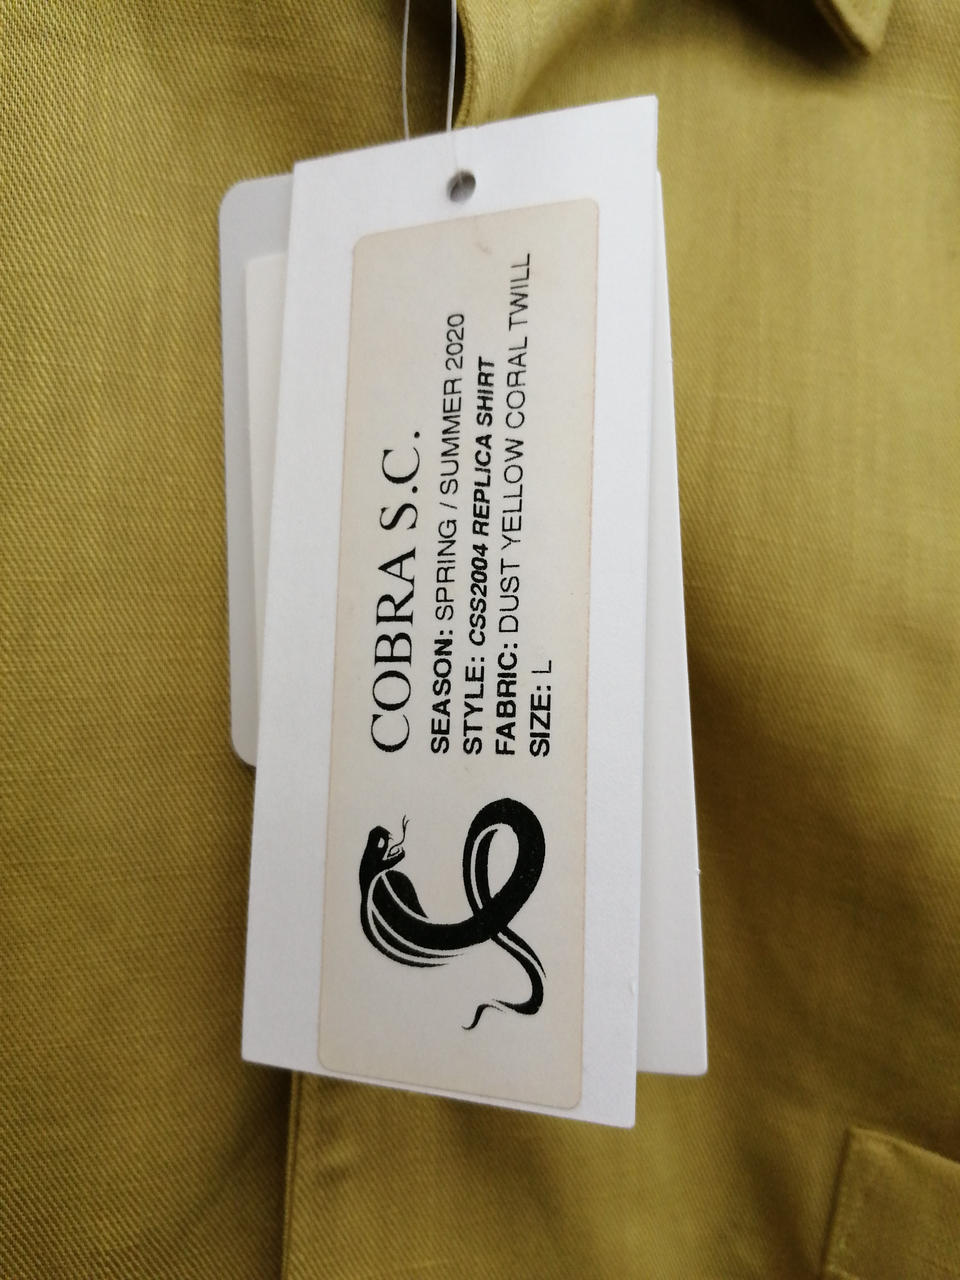 COBRA S.C.
SEASON: SPRING / SUMMER 2020
STYLE: CSS2004 REPLICA SHIRT
FABRIC: DUST YELLOW CORAL TWILL
SIZE: L